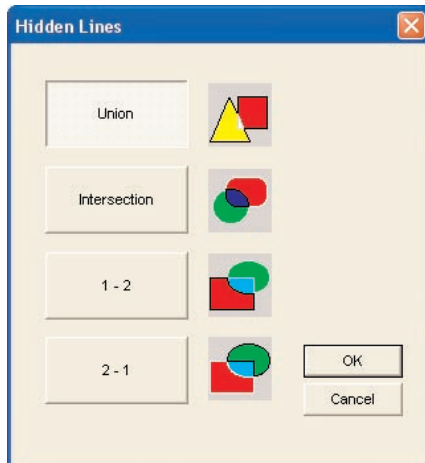 Hidden Lines
Union
Intersection
1 - 2
2 - 1
OK
Cancel